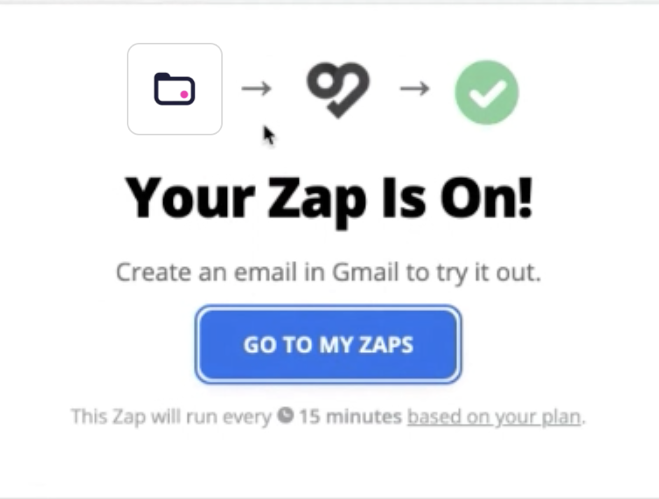 Your Zap Is On!
Create an email in Gmail to try it out.
GO TO MY ZAPS
This Zap will run every 15 minutes based on your plan.